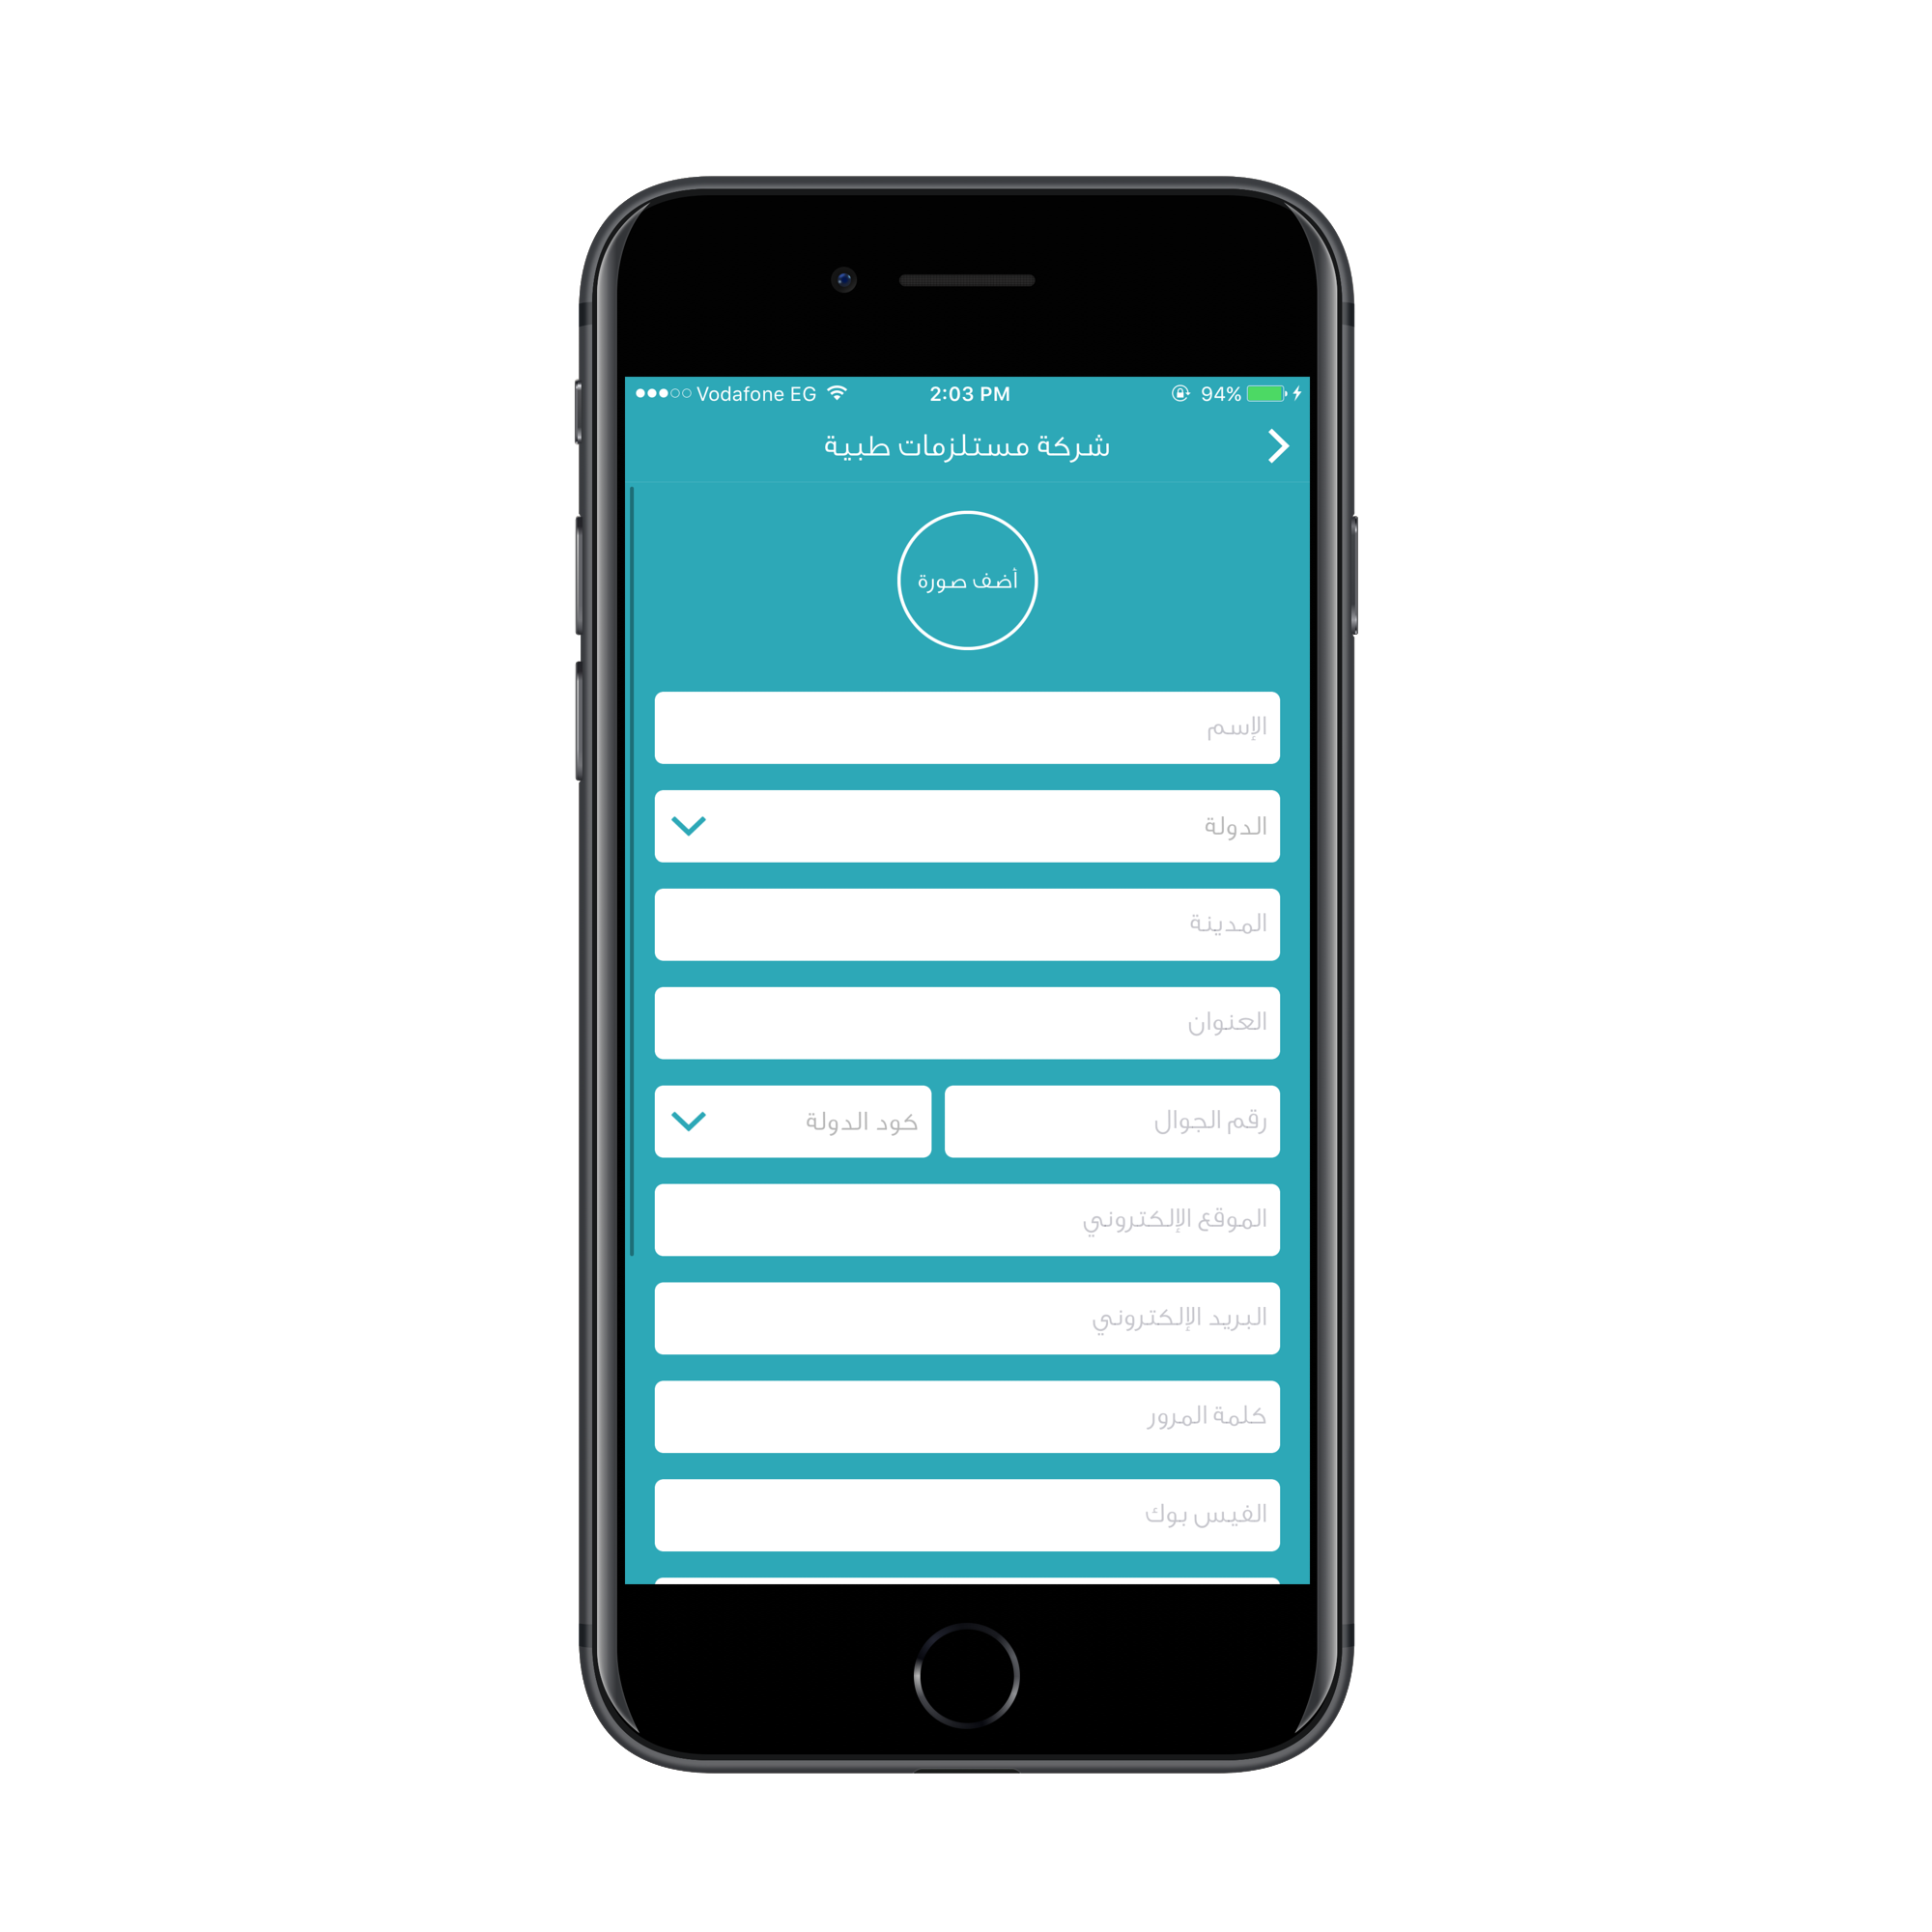 Vodafone EG 2:03 PM 94%
شركة مستلزمات طبية
أضف صورة
الإسم
الدولة
المدينة
العنوان
رقم الجوال كود الدولة
الموقع الإلكتروني
البريد الإلكتروني
كلمة المرور
الفيس بوك